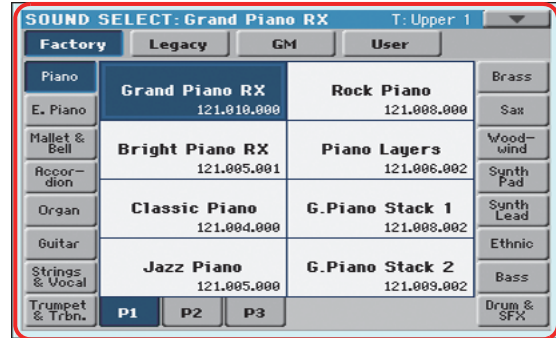 SOUND SELECT:Grand Piano RX T: Upper 1
Factory Legacy GM User
Piano
E. Piano
Mallet &
Bell
Accor-
dion
Organ
Guitar
Strings
& Vocal
Trumpet
& Trbn.
Grand Piano RX
121.010.000
Rock Piano
121.008.000
Bright Piano RX
121.005.001
Piano Layers
121.006.002
Classic Piano
121.004.000
G.Piano Stack 1
121.008.002
Jazz Piano
121.005.000
G.Piano Stack 2
121.009.002
P1 P2 P3
Brass
Sax
Wood-
wind
Synth
Pad
Synth
Lead
Ethnic
Bass
Drum &
SFX